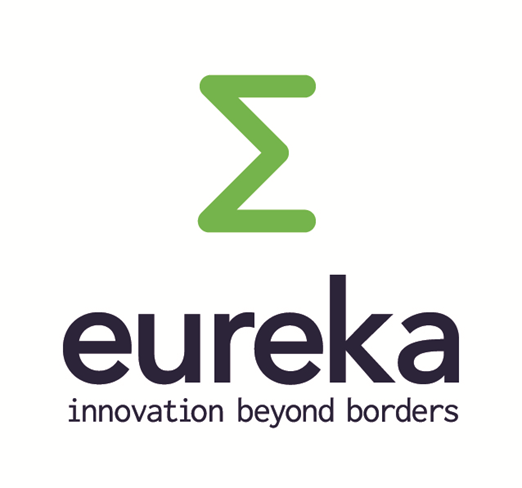 Σ
eureka
innovation beyond borders